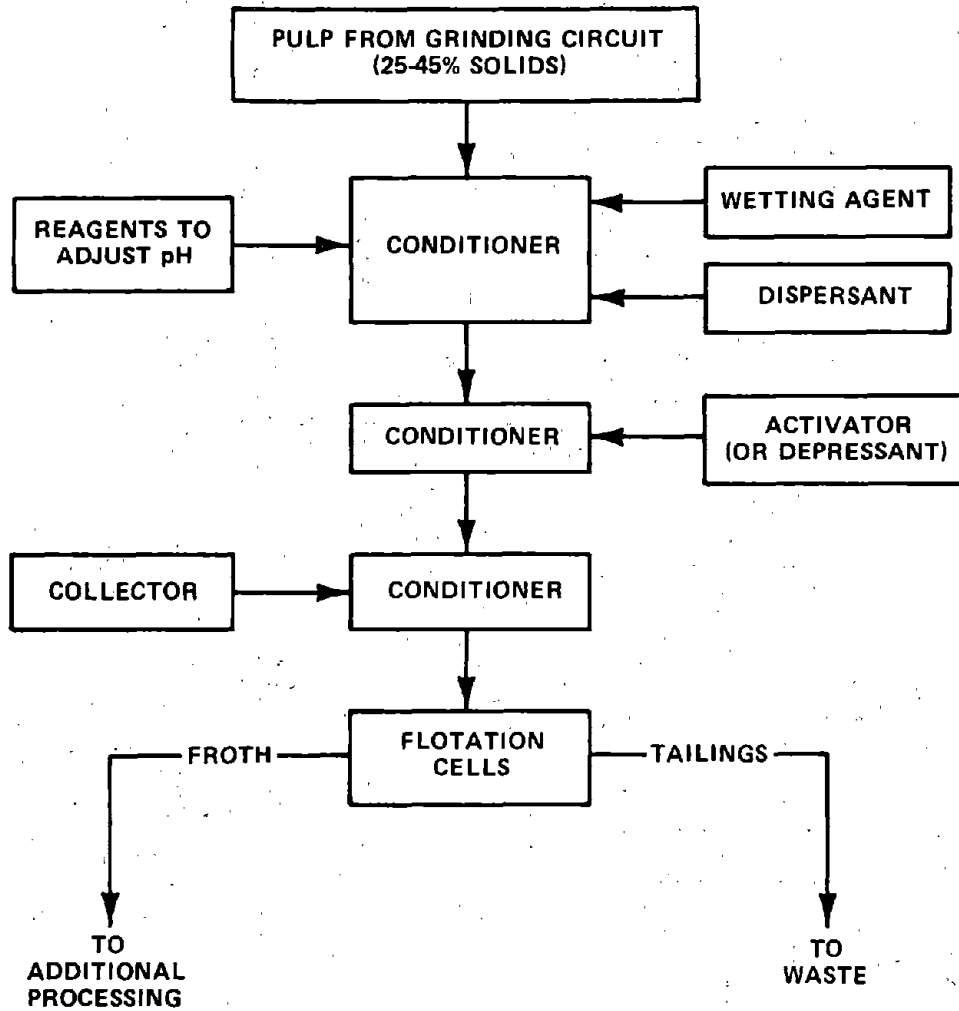 PULP FROM GRINDING CIRCUIT
(25-45% SOLIDS)
REAGENTS TO
ADJUST pH
CONDITIONER
WETTING AGENT
DISPERSANT
CONDITIONER
ACTIVATOR
(OR DEPRESSANT)
COLLECTOR
CONDITIONER
FLOTATION
CELLS
FROTH
TAILINGS
TO
ADDITIONAL
PROCESSING
TO
WASTE